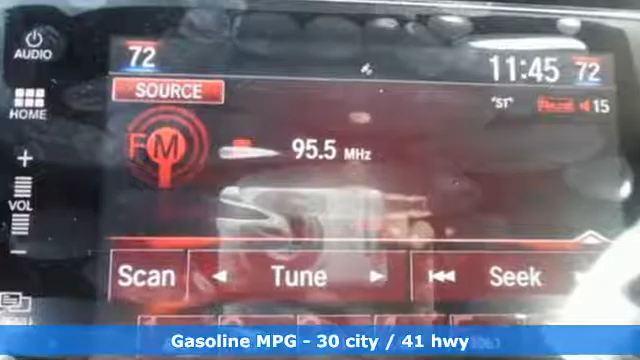 AUDIO
72
11:45 72
SOURCE
"ST"
15
HOME
FM
95.5 MHz
+
VOL
-
Scan
Tune
Seek
Gasoline MPG - 30 city / 41 hwy